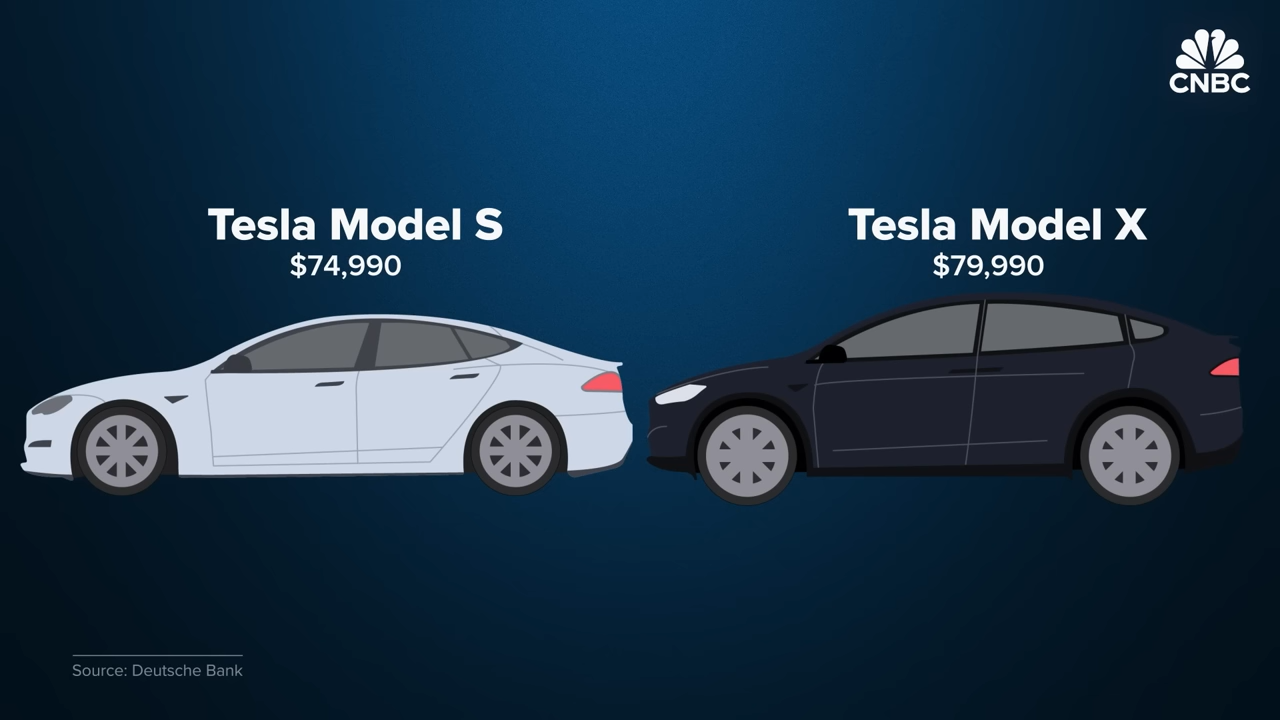 CNBC
Tesla Model S
$74,990
Tesla Model X
$79,990
Source: Deutsche Bank